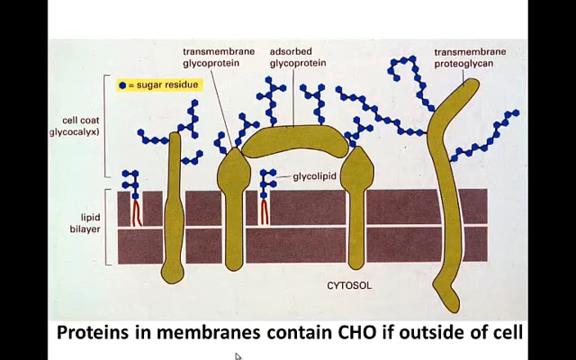 transmembrane
glycoprotein
adsorbed
glycoprotein
transmembrane
proteoglycan
= sugar residue
cell coat
glycocalyx)
glycolipid
lipid
bilayer
CYTOSOL
Proteins in membranes contain CHO if outside of cell